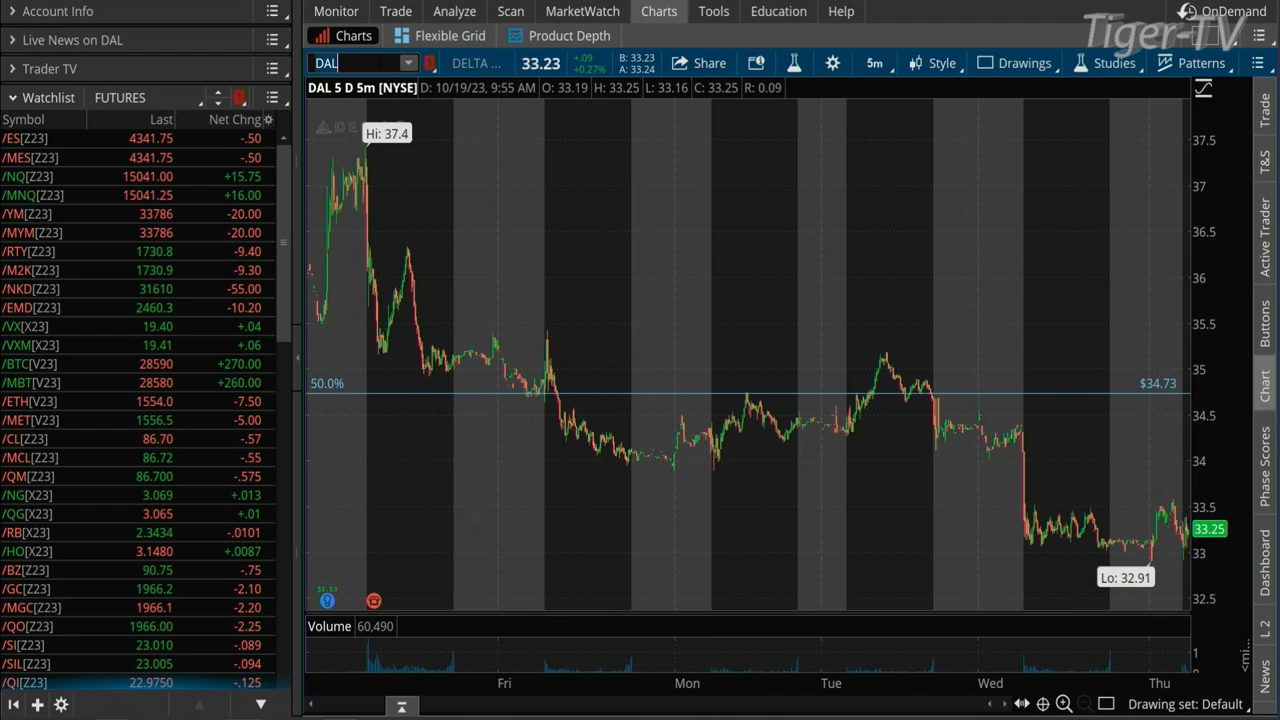 Account Info
Live News on DAL
Trader TV
Watchlist FUTURES
Symbol Last Net Chng
/ES[Z23] 4341.75 -.50
/MES[Z23] 4341.75 -.50
/NQ[Z23] 15041.00 +15.75
/MNQ[Z23] 15041.25 +16.00
/YM[Z23] 33786 -20.00
/MYM[Z23] 33786 -20.00
/RTY[Z23] 1730.8 -9.40
/M2K[Z23] 1730.9 -9.30
/NKD[Z23] 31610 -55.00
/EMD[Z23] 2460.3 -10.20
/VX[X23] 19.40 +.04
/VXM[X23] 19.41 +.06
/BTC[V23] 28590 +270.00
/MBT[V23] 28580 +260.00
/ETH[V23] 1554.0 -7.50
/MET[V23] 1556.5 -5.00
/CL[Z23] 86.70 -.57
/MCL[Z23] 86.72 -.55
/QM[Z23] 86.700 -.575
/NG[X23] 3.069 +.013
/QG[X23] 3.065 +.01
/RB[X23] 2.3434 -.0101
/HO[X23] 3.1480 +.0087
/BZ[Z23] 90.75 -.75
/GC[Z23] 1966.2 -2.10
/MGC[Z23] 1966.1 -2.20
/QO[Z23] 1966.00 -2.25
/SI[Z23] 23.010 -.089
/SIL[Z23] 23.005 -.094
/QI[Z23] 22.9750 -.125
Monitor Trade Analyze Scan MarketWatch Charts Tools Education Help OnDemand
Tiger-TV
Charts Flexible Grid Product Depth
DAL DELTA ... 33.23 +.09 +0.27% B: 33.23 A: 33.24 Share 5m Style Drawings Studies Patterns
DAL 5 D 5m [NYSE] D: 10/19/23, 9:55 AM O: 33.19 H: 33.25 L: 33.16 C: 33.25 R: 0.09
Hi: 37.4
37.5
37
36.5
36
35.5
35
50.0% $34.73
34.5
34
33.5
33.25
33
Lo: 32.91
32.5
$2.03
Volume 60,490
1
Fri Mon Tue Wed Thu
Drawing set: Default
Trade
T&S
Active Trader
Buttons
Chart
Phase Scores
Dashboard
L 2
News
<mi...